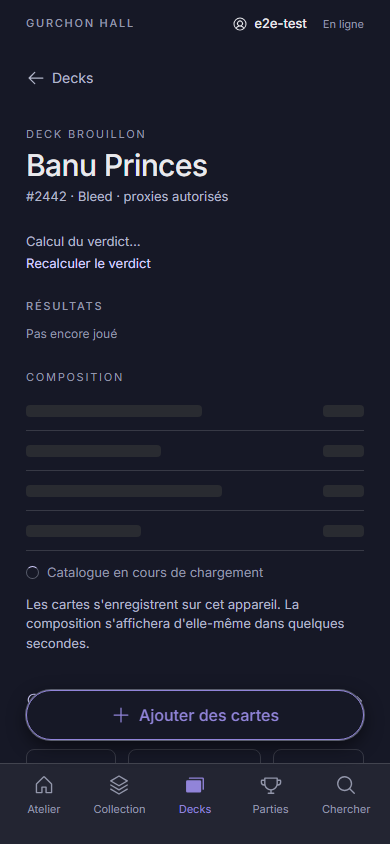 GURCHON HALL
e2e-test
En ligne
Decks
DECK BROUILLON
Banu Princes
#2442 · Bleed · proxies autorisés
Calcul du verdict…
Recalculer le verdict
RÉSULTATS
Pas encore joué
COMPOSITION
Catalogue en cours de chargement
Les cartes s'enregistrent sur cet appareil. La
composition s'affichera d'elle-même dans quelques
secondes.
Ajouter des cartes
Atelier
Collection
Decks
Parties
Chercher